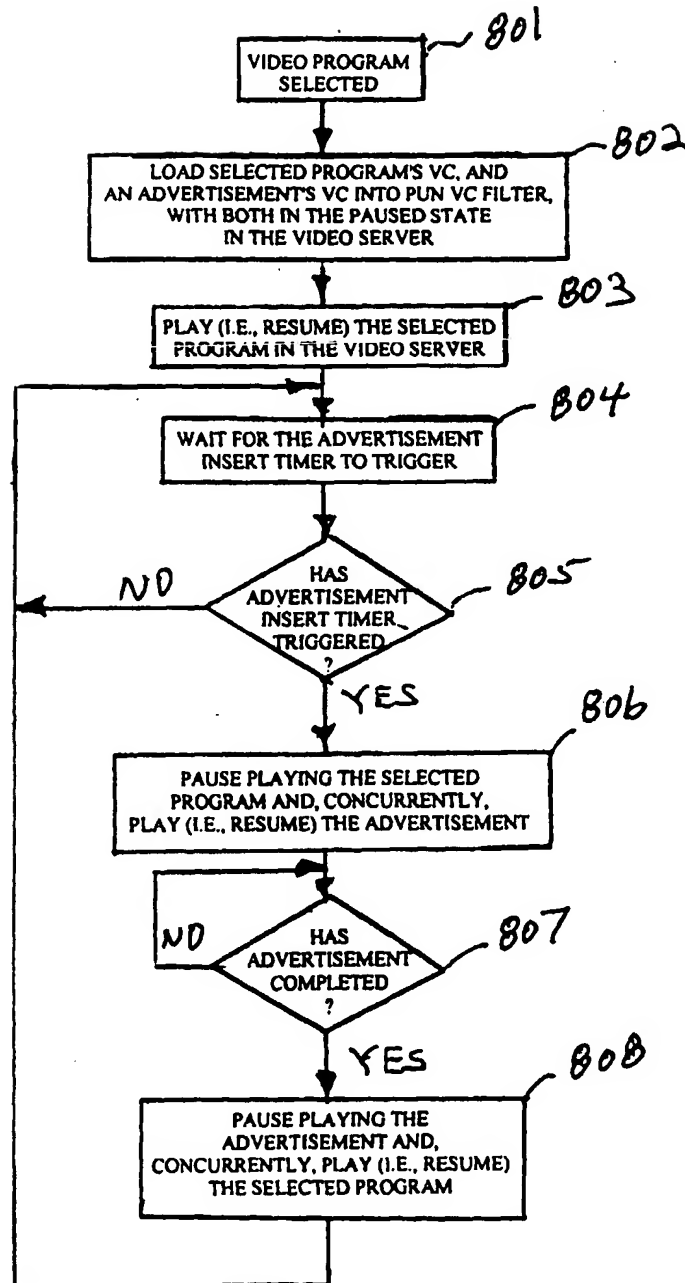 801
VIDEO PROGRAM
SELECTED
802
LOAD SELECTED PROGRAM'S VC, AND
AN ADVERTISEMENT'S VC INTO PUN VC FILTER,
WITH BOTH IN THE PAUSED STATE
IN THE VIDEO SERVER
803
PLAY (I.E., RESUME) THE SELECTED
PROGRAM IN THE VIDEO SERVER
804
WAIT FOR THE ADVERTISEMENT
INSERT TIMER TO TRIGGER
NO
805
HAS
ADVERTISEMENT
INSERT TIMER
TRIGGERED
?
YES
806
PAUSE PLAYING THE SELECTED
PROGRAM AND, CONCURRENTLY,
PLAY (I.E., RESUME) THE ADVERTISEMENT
NO
807
HAS
ADVERTISEMENT
COMPLETED
?
YES
808
PAUSE PLAYING THE
ADVERTISEMENT AND,
CONCURRENTLY, PLAY (I.E., RESUME)
THE SELECTED PROGRAM